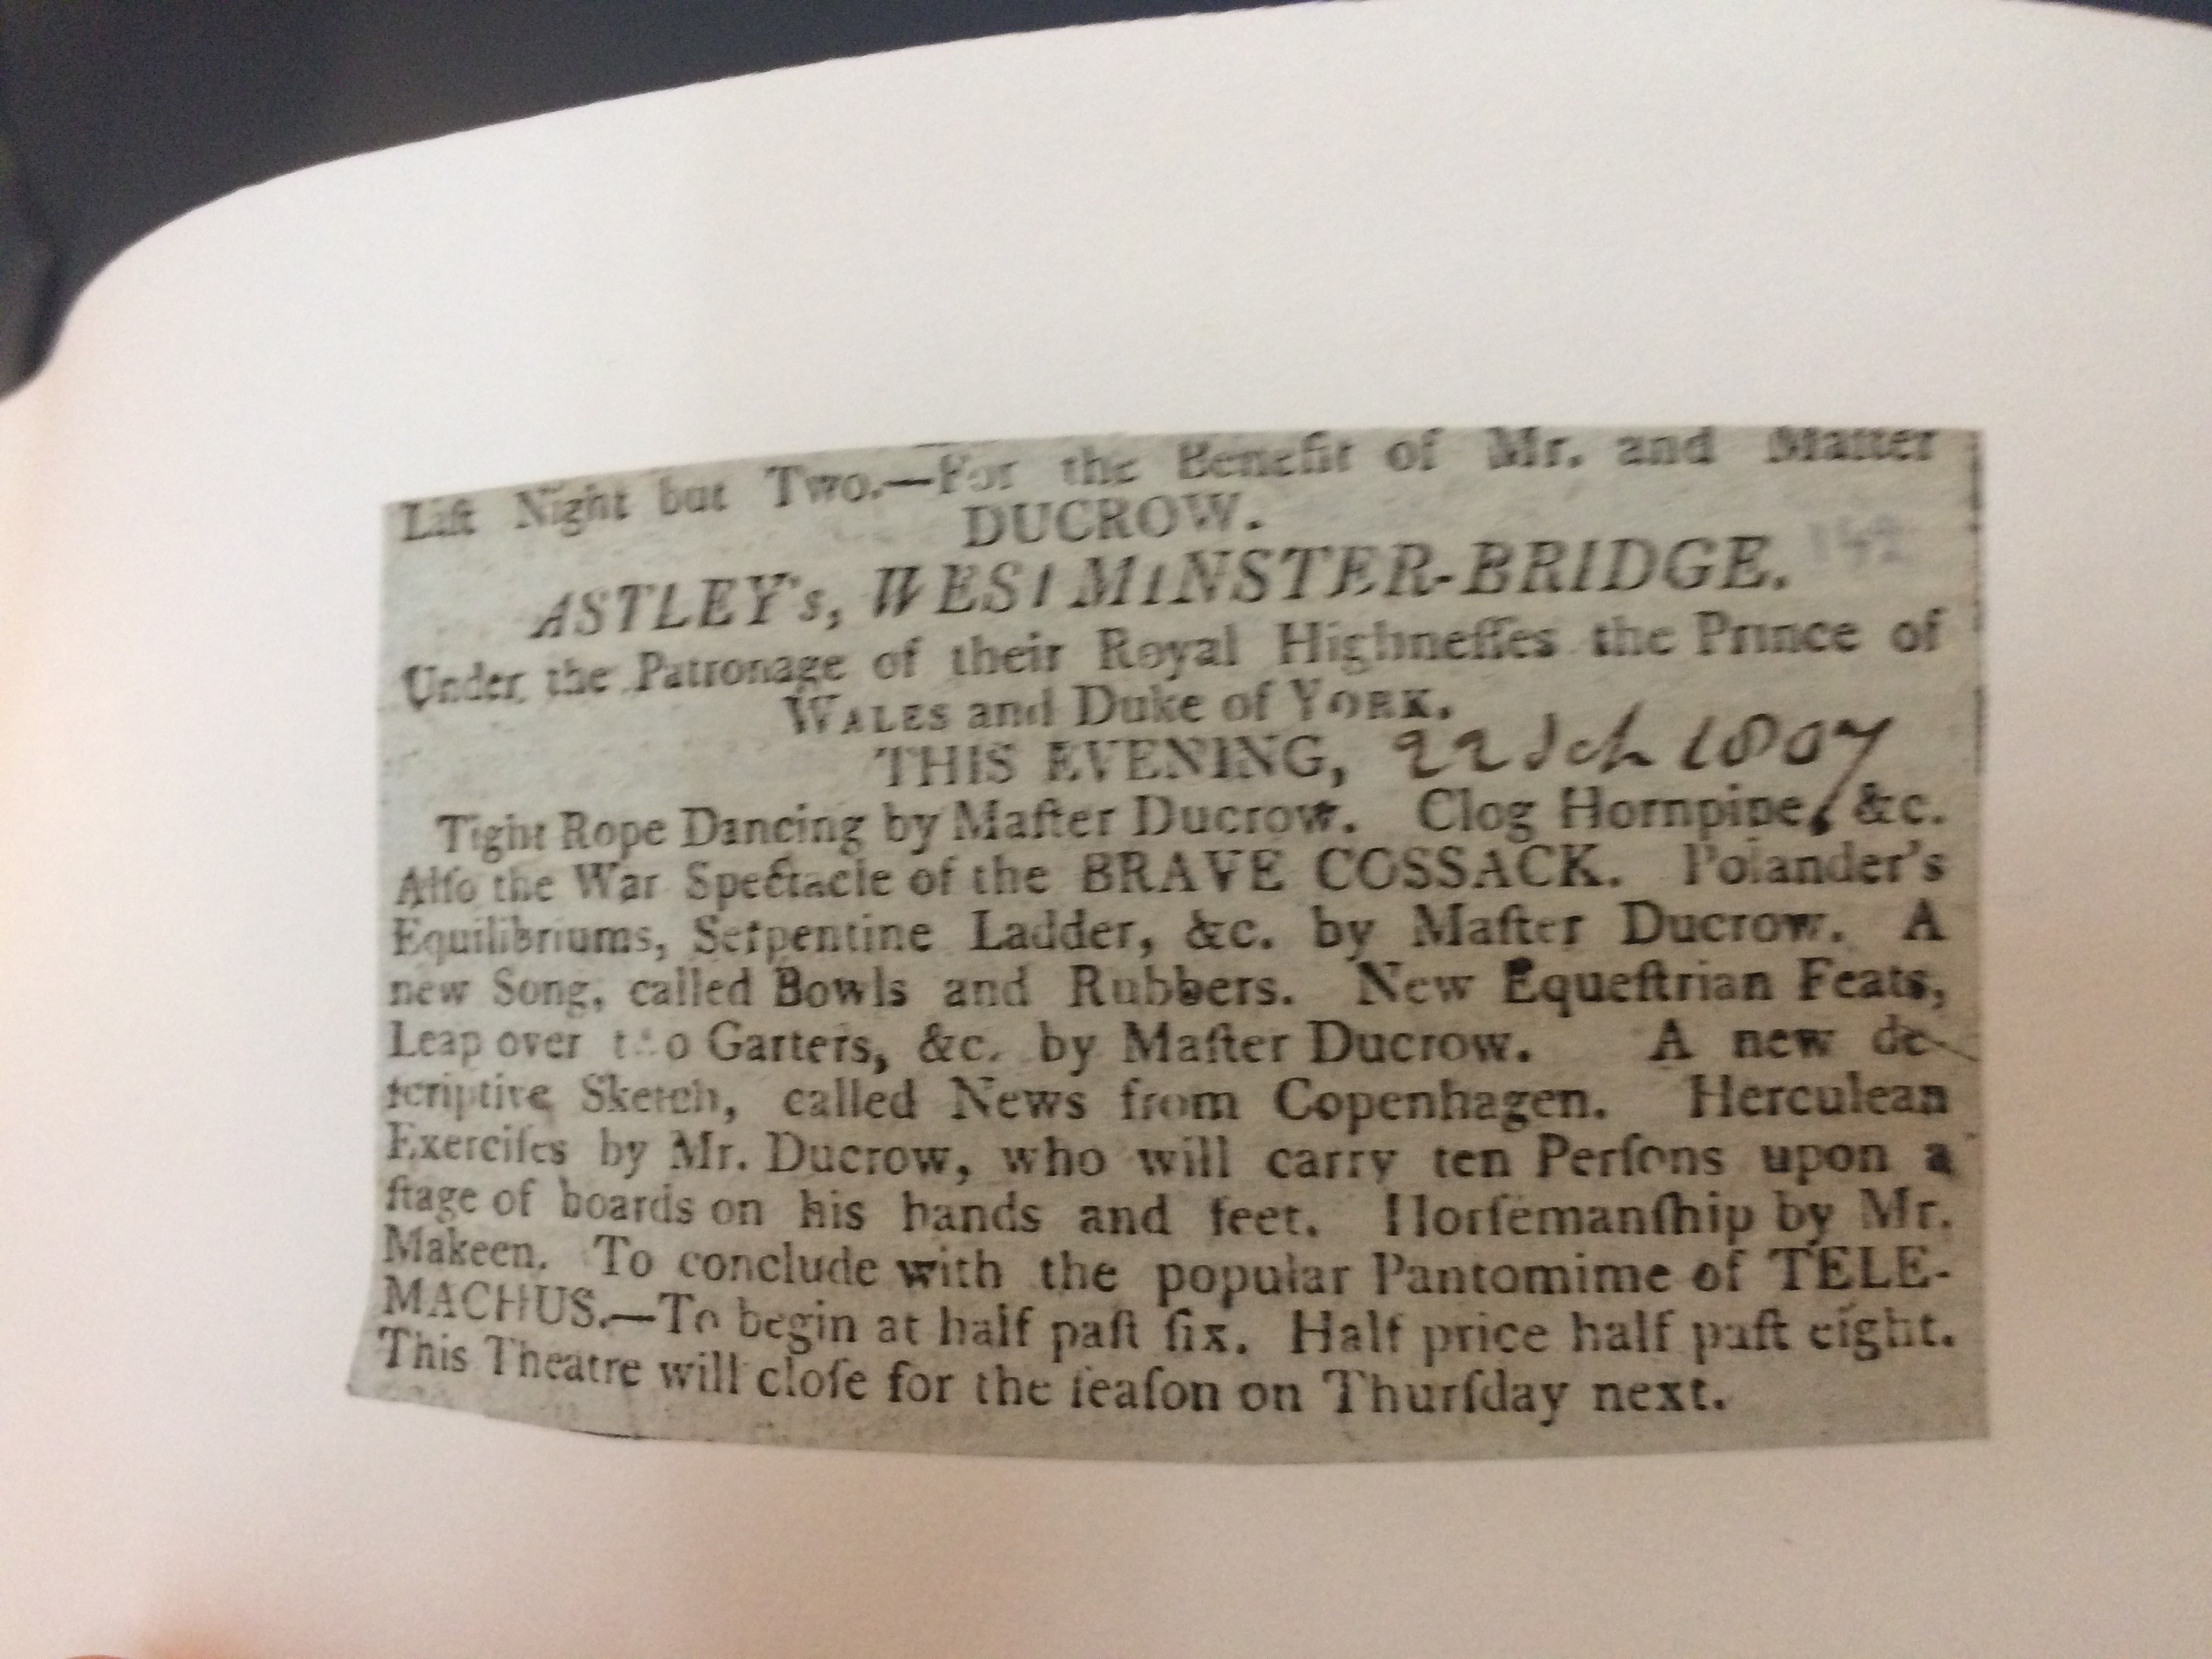 Laſt Night but Two.—For the Benefit of Mr. and Maſter
DUCROW.
ASTLEY's, WESTMINSTER-BRIDGE.
Under the Patronage of their Royal Highneſſes the Prince of
WALES and Duke of YORK.
THIS EVENING, 22 1807
Tight Rope Dancing by Maſter Ducrow. Clog Hornpipe, &c.
Alſo the War Spectacle of the BRAVE COSSACK. Polander's
Equilibriums, Serpentine Ladder, &c. by Maſter Ducrow. A
new Song, called Bowls and Rubbers. New Equeſtrian Feats,
Leap over Garters, &c. by Maſter Ducrow. A new de-
ſcriptive Sketch, called News from Copenhagen. Herculean
Exerciſes by Mr. Ducrow, who will carry ten Perſons upon a
ſtage of boards on his hands and feet. Horſemanſhip by Mr.
Makeen. To conclude with the popular Pantomime of TELE-
MACHUS.—To begin at half paſt ſix. Half price half paſt eight.
This Theatre will cloſe for the ſeaſon on Thurſday next.